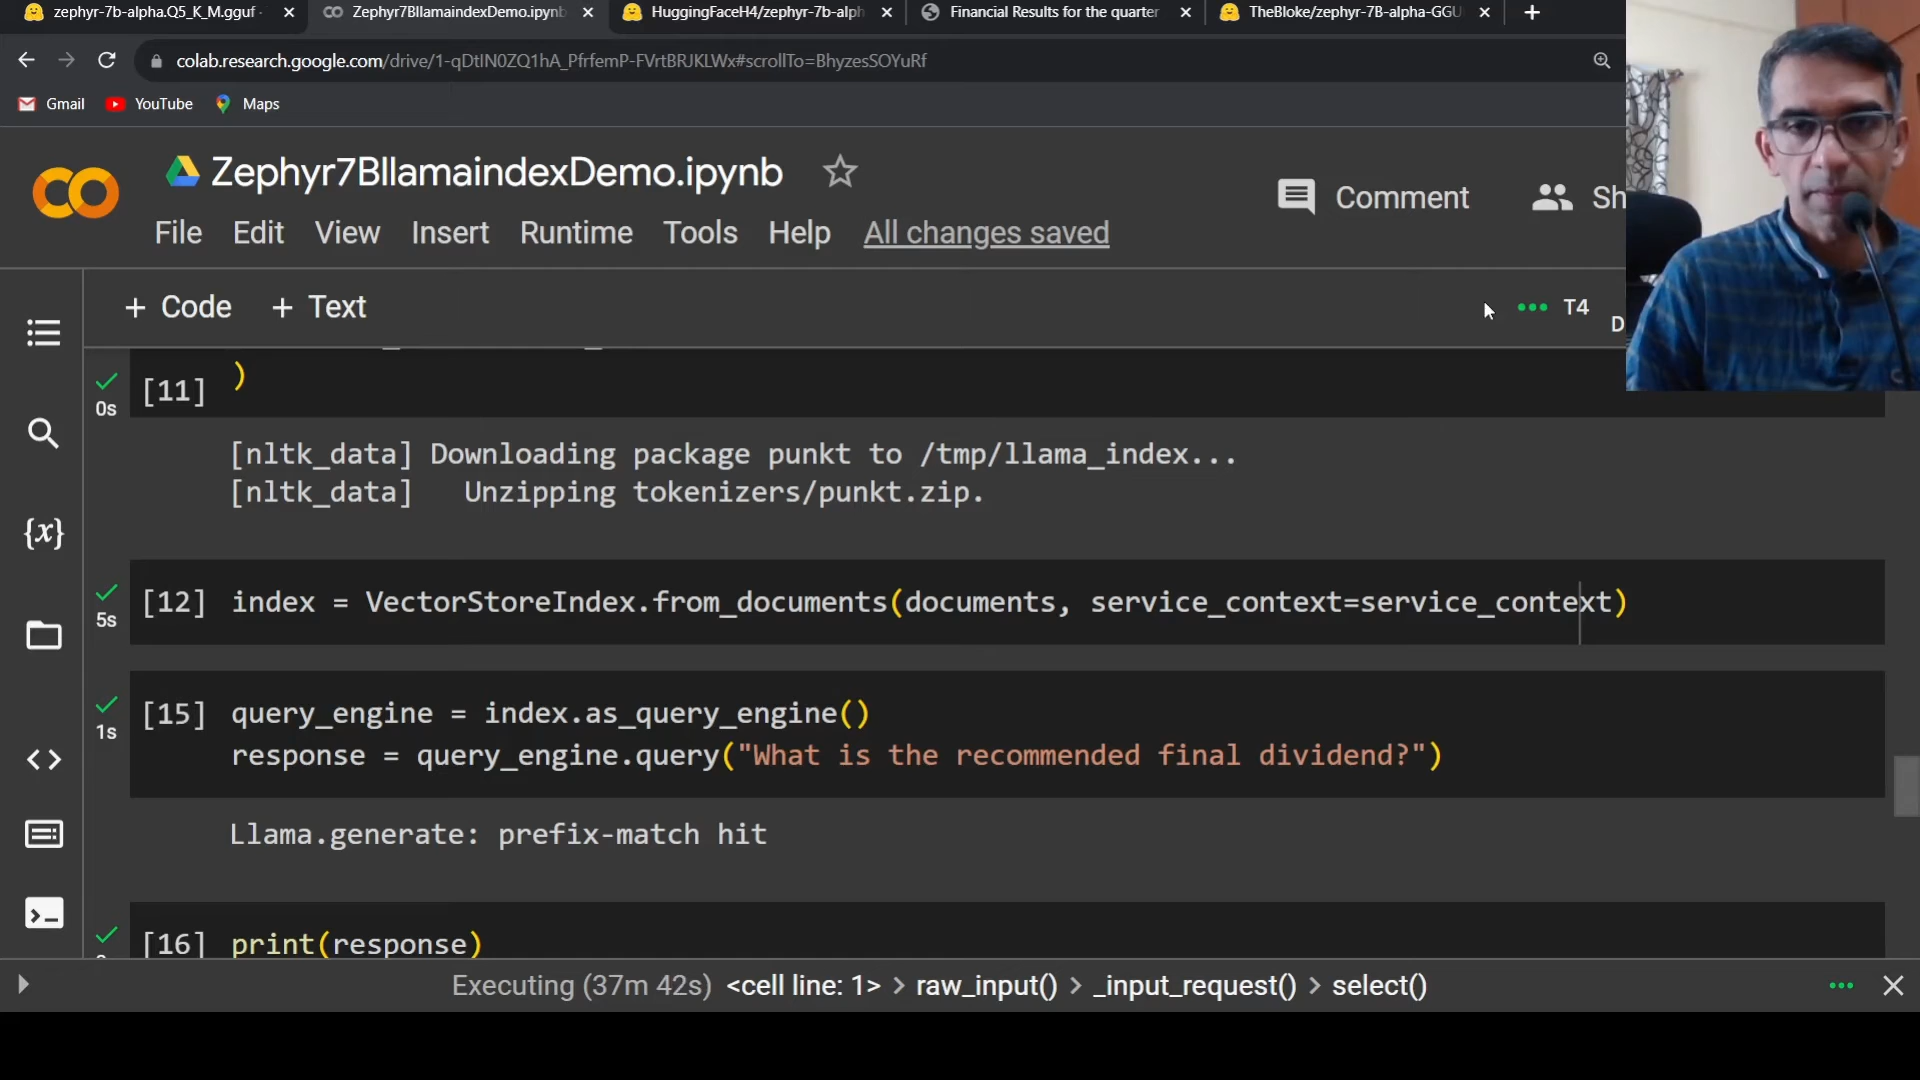 zephyr-7b-alpha.Q5_K_M.gguf
Zephyr7BllamaindexDemo.ipynb
HuggingFaceH4/zephyr-7b-alph
Financial Results for the quarter
TheBloke/zephyr-7B-alpha-GGU
colab.research.google.com/drive/1-qDtIN0ZQ1hA_PfrfemP-FVrtBRJKLWx#scrollTo=BhyzesSOYuRf
Gmail
YouTube
Maps
Zephyr7BllamaindexDemo.ipynb
Comment
Sh
File Edit View Insert Runtime Tools Help All changes saved
+ Code + Text
T4
D
[11] )
0s
[nltk_data] Downloading package punkt to /tmp/llama_index...
[nltk_data] Unzipping tokenizers/punkt.zip.
[12] index = VectorStoreIndex.from_documents(documents, service_context=service_context)
5s
[15] query_engine = index.as_query_engine()
1s
response = query_engine.query("What is the recommended final dividend?")
Llama.generate: prefix-match hit
[16] print(response)
Executing (37m 42s) <cell line: 1> > raw_input() > _input_request() > select()